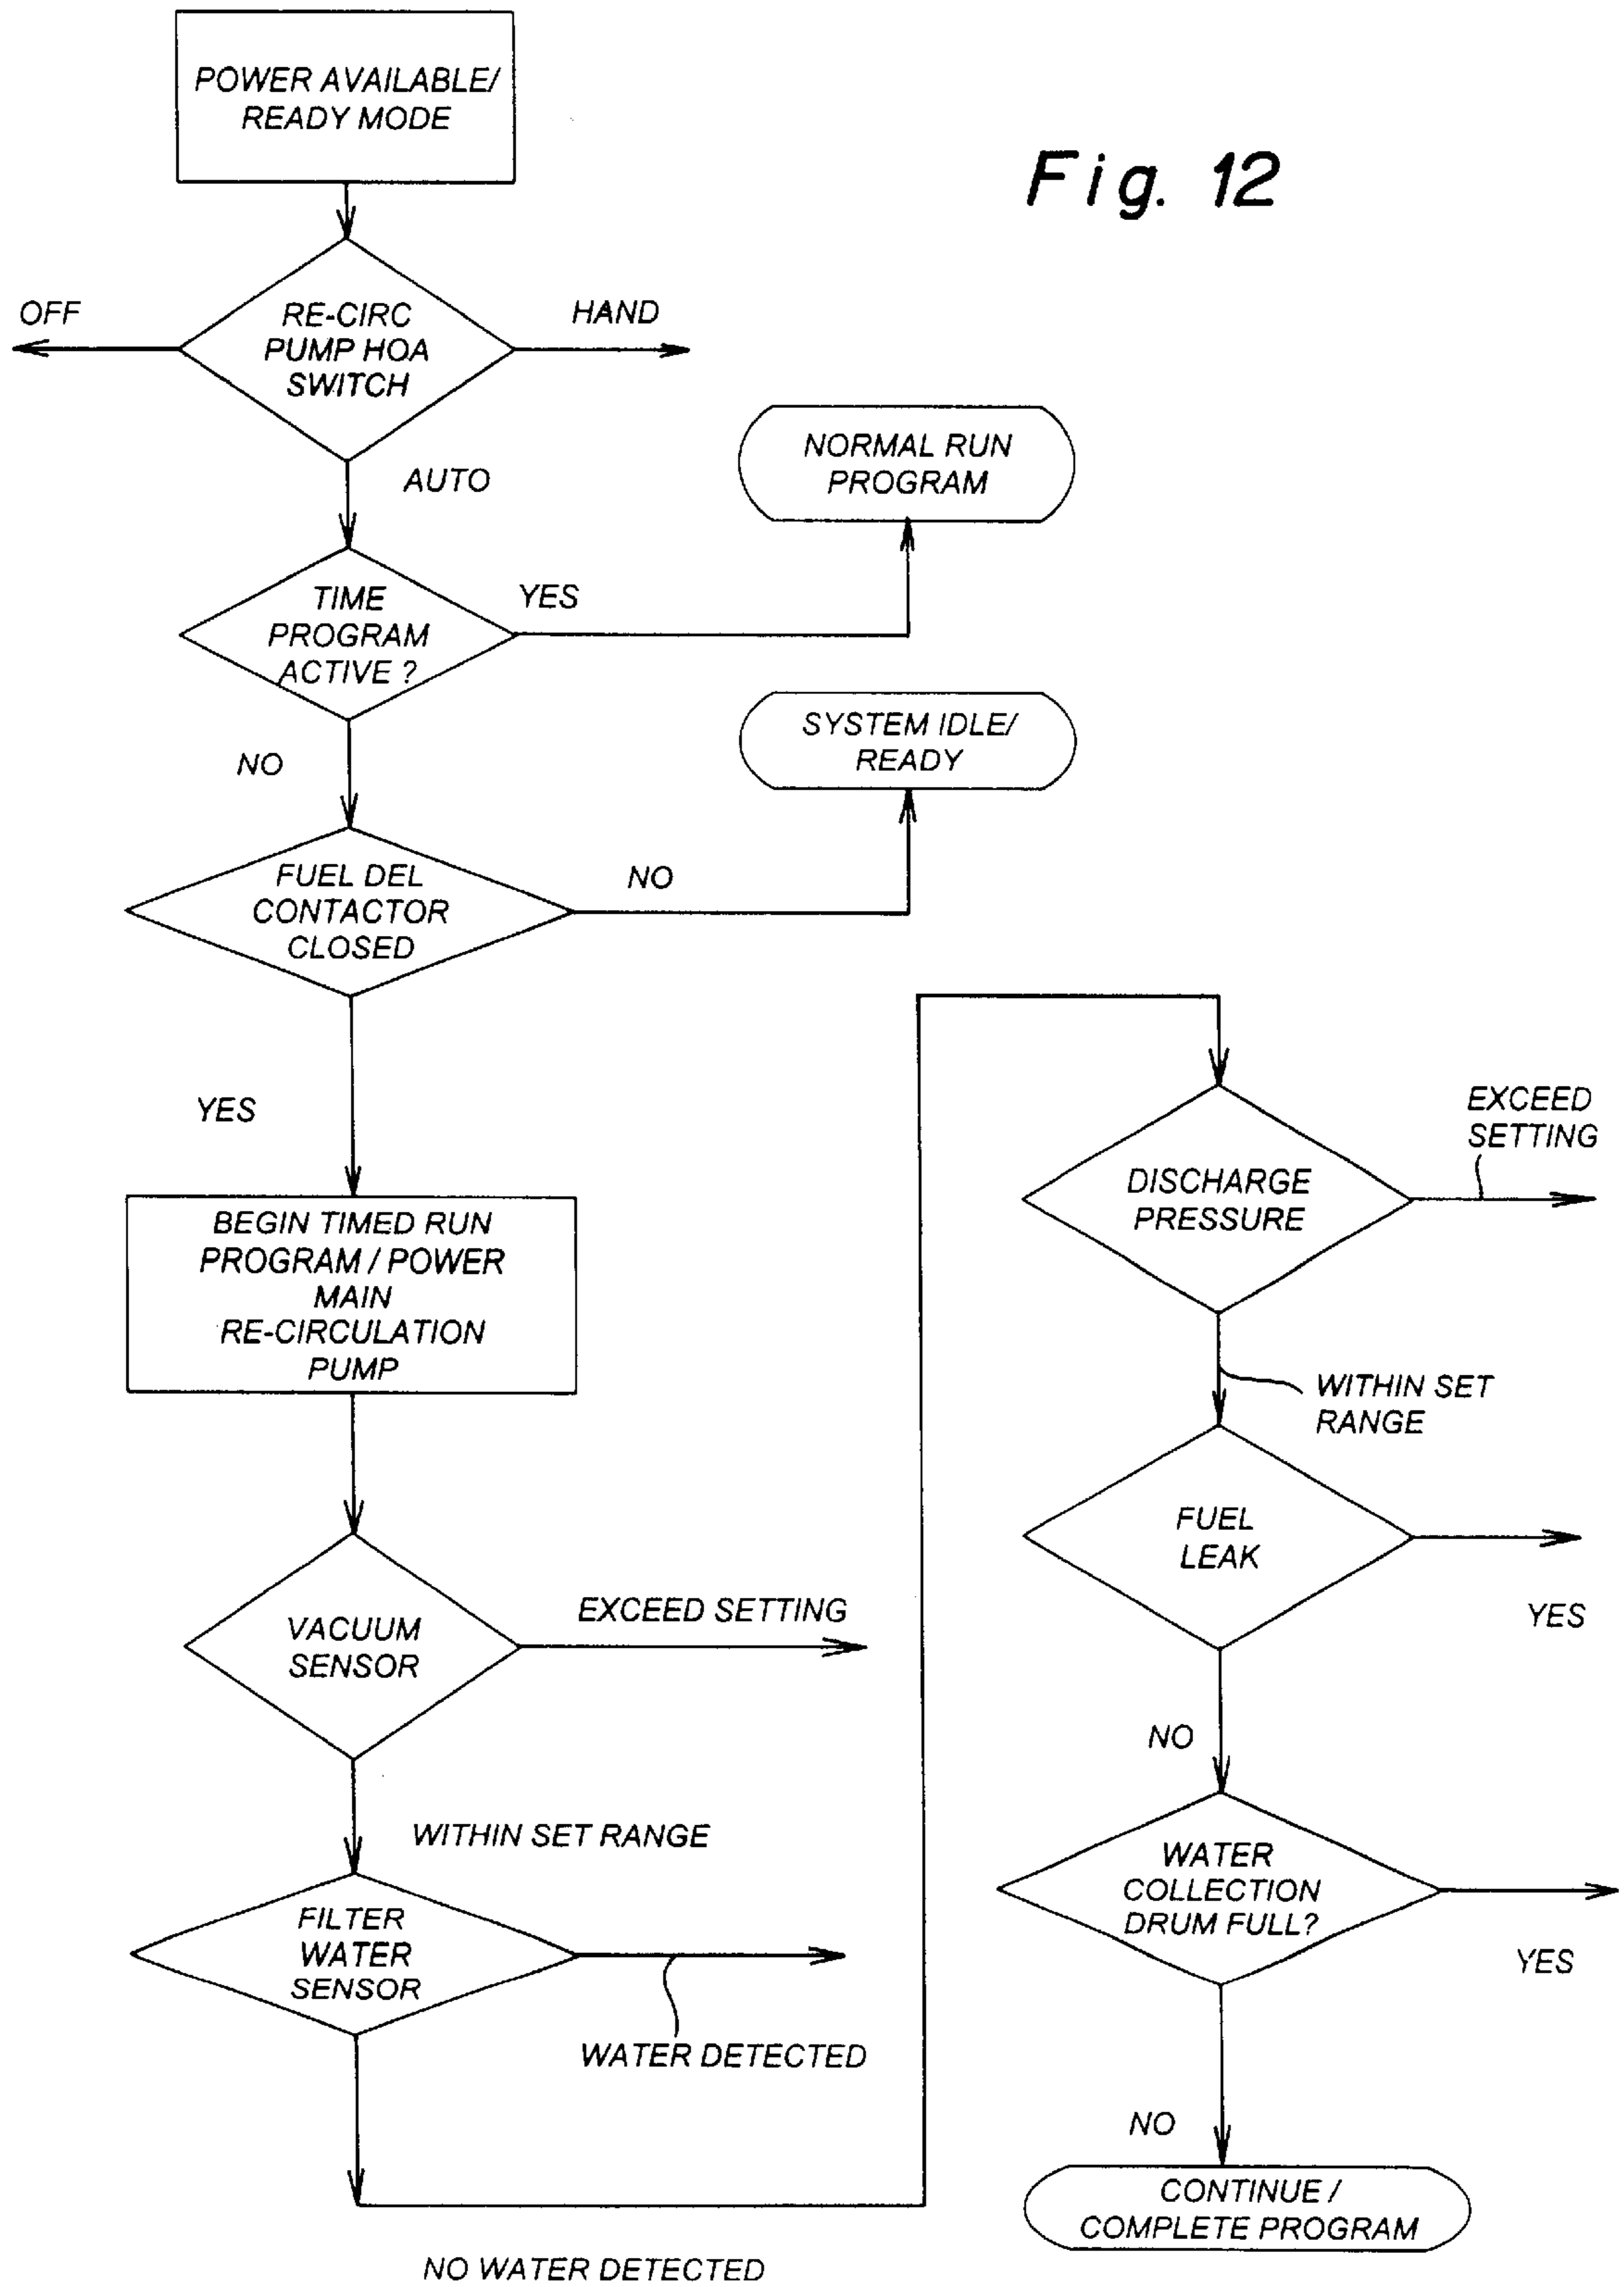 POWER AVAILABLE/
READY MODE
Fig. 12
OFF
RE-CIRC
PUMP HOA
SWITCH
HAND
AUTO
NORMAL RUN
PROGRAM
TIME
PROGRAM
ACTIVE ?
YES
NO
SYSTEM IDLE/
READY
FUEL DEL
CONTACTOR
CLOSED
NO
YES
BEGIN TIMED RUN
PROGRAM / POWER
MAIN
RE-CIRCULATION
PUMP
VACUUM
SENSOR
EXCEED SETTING
WITHIN SET RANGE
FILTER
WATER
SENSOR
WATER DETECTED
NO WATER DETECTED
DISCHARGE
PRESSURE
EXCEED
SETTING
WITHIN SET
RANGE
FUEL
LEAK
YES
NO
WATER
COLLECTION
DRUM FULL?
YES
NO
CONTINUE /
COMPLETE PROGRAM